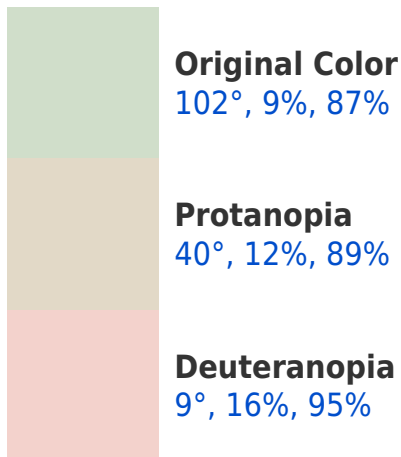 Original Color
102°, 9%, 87%
Protanopia
40°, 12%, 89%
Deuteranopia
9°, 16%, 95%